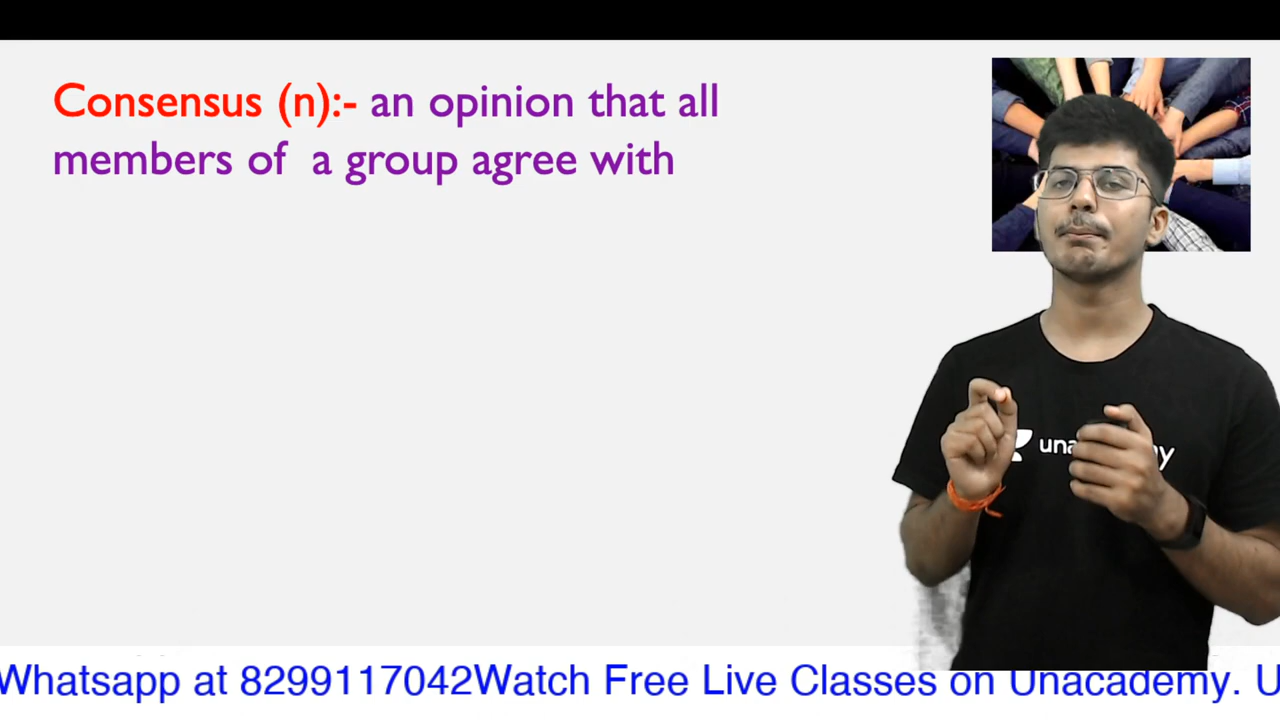 Consensus (n):- an opinion that all
members of a group agree with
Whatsapp at 8299117042Watch Free Live Classes on Unacademy. U